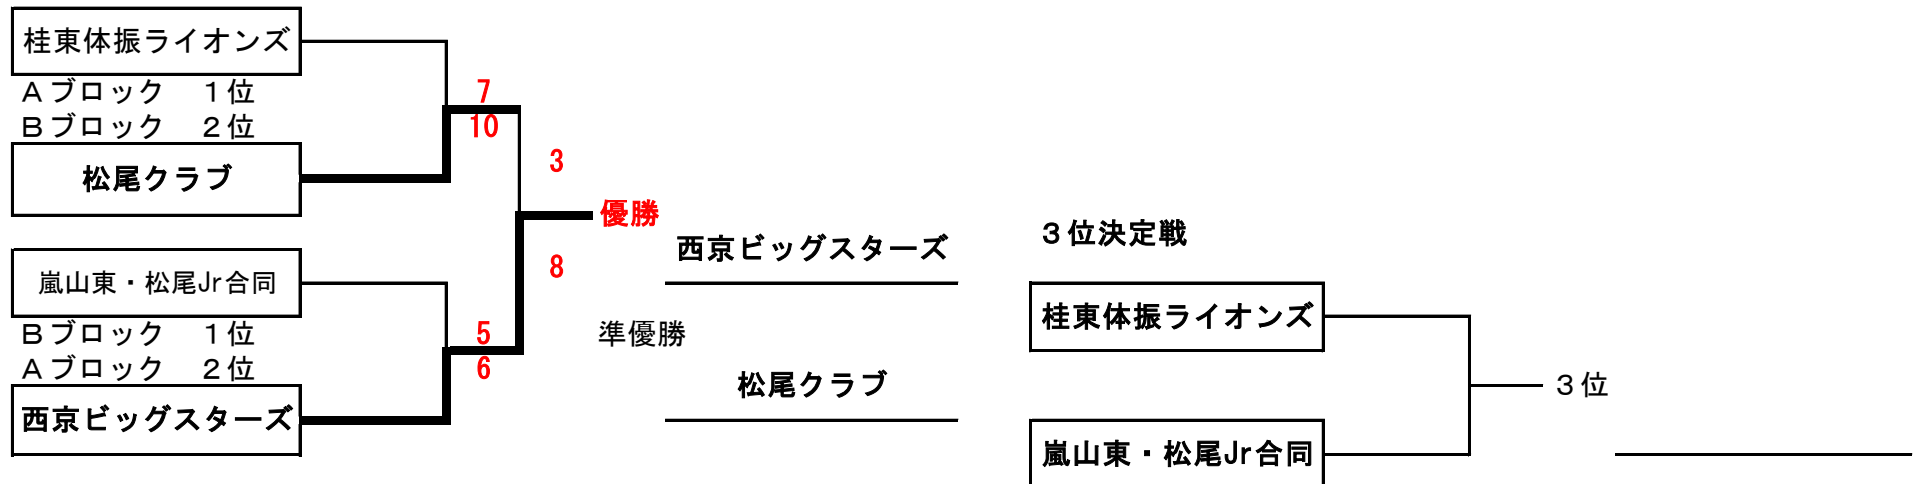 桂東体振ライオンズ
Aブロック　1位
Bブロック　2位
松尾クラブ
7
10
3
優勝
西京ビッグスターズ
8
嵐山東・松尾Jr合同
Bブロック　1位
Aブロック　2位
西京ビッグスターズ
5
6
準優勝
松尾クラブ
3位決定戦
桂東体振ライオンズ
3位
嵐山東・松尾Jr合同